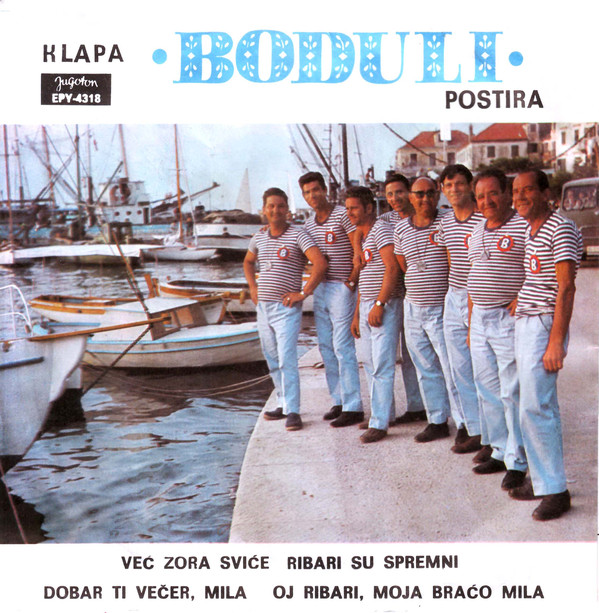 KLAPA
·BODULI·
Jugoton
EPY-4318
POSTIRA
B
B
B
VEĆ ZORA SVIĆE RIBARI SU SPREMNI
DOBAR TI VEČER, MILA OJ RIBARI, MOJA BRAĆO MILA